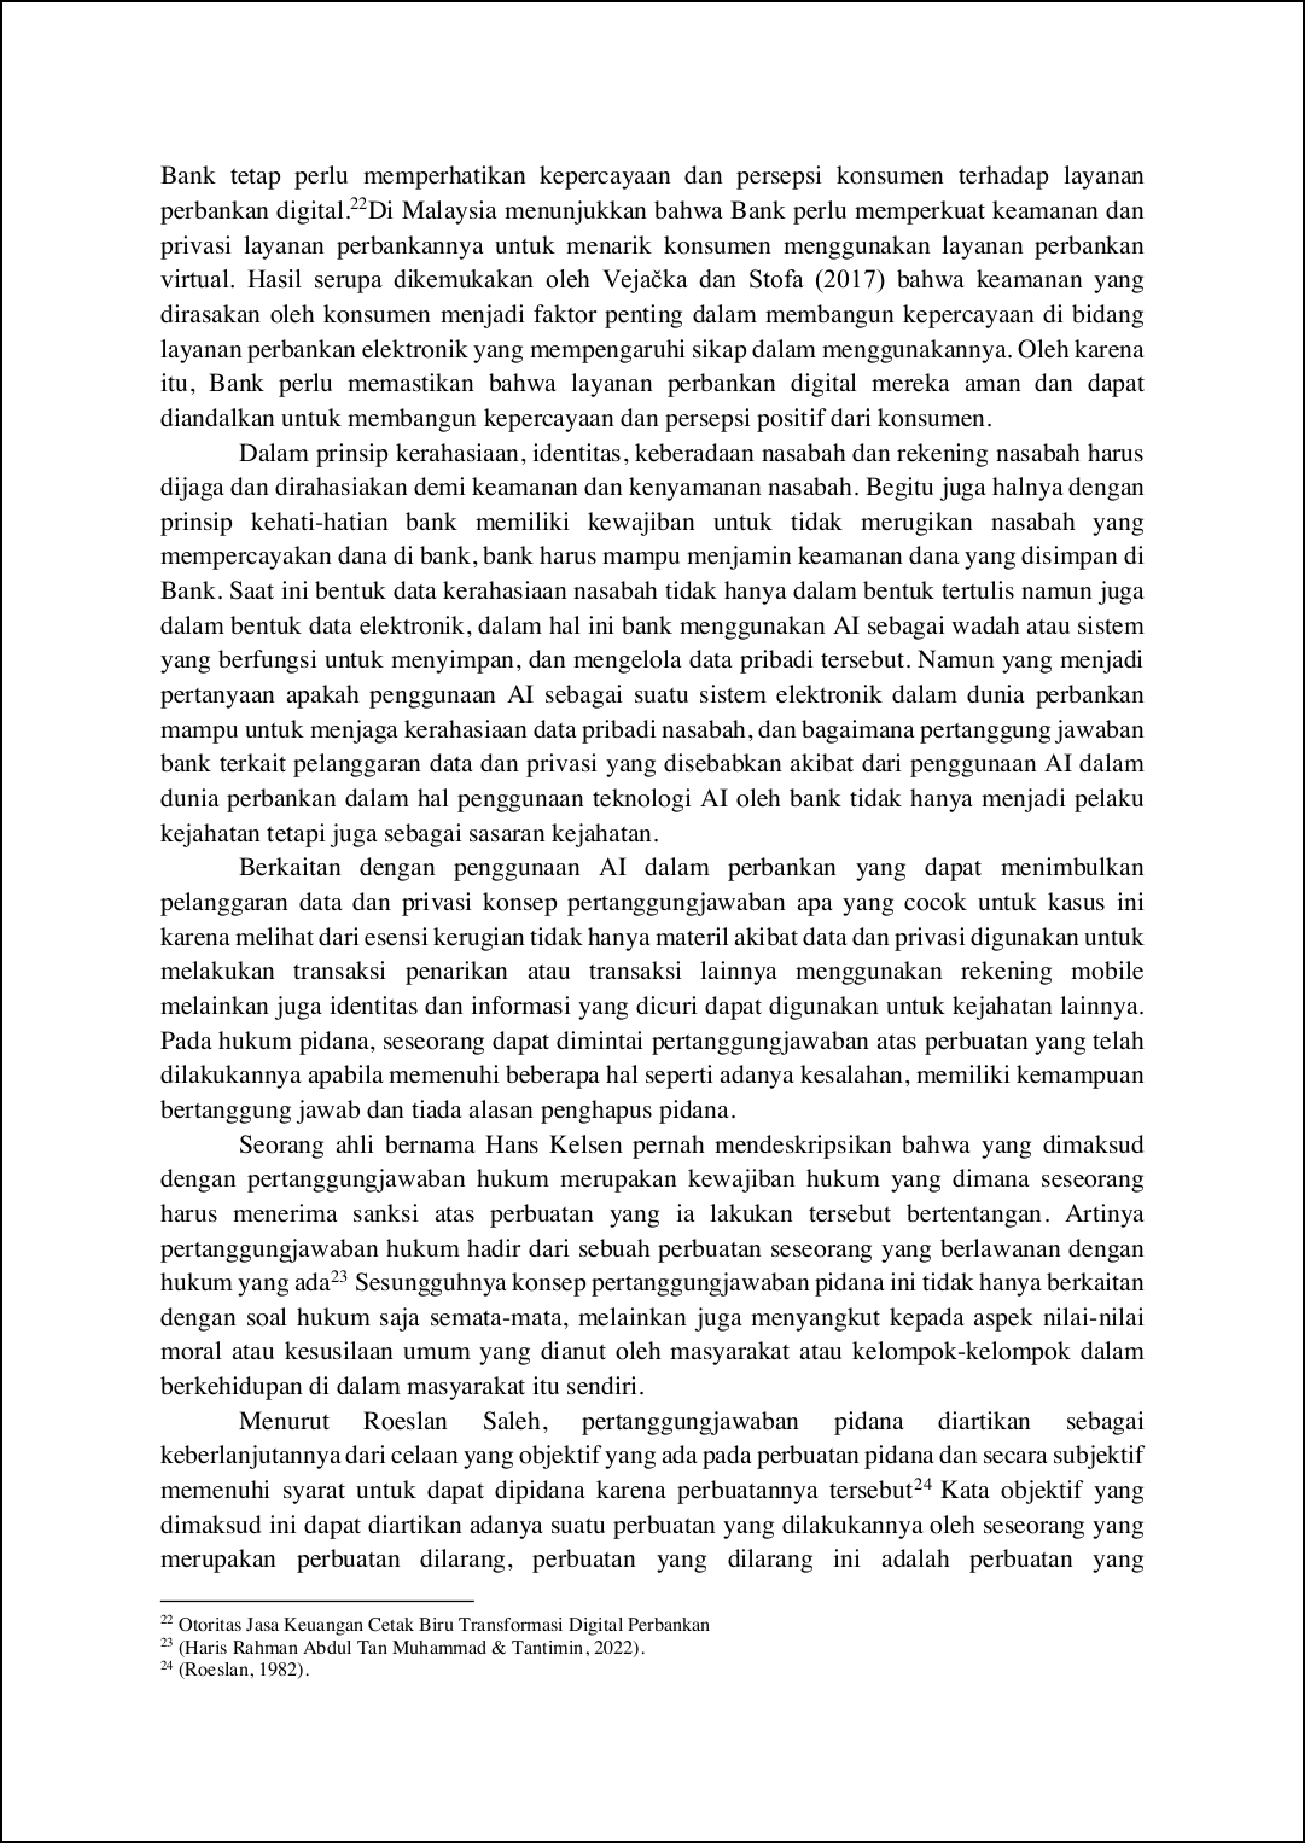 Bank tetap perlu memperhatikan kepercayaan dan persepsi konsumen terhadap layanan
perbankan digital.²²Di Malaysia menunjukkan bahwa Bank perlu memperkuat keamanan dan
privasi layanan perbankannya untuk menarik konsumen menggunakan layanan perbankan
virtual. Hasil serupa dikemukakan oleh Vejačka dan Stofa (2017) bahwa keamanan yang
dirasakan oleh konsumen menjadi faktor penting dalam membangun kepercayaan di bidang
layanan perbankan elektronik yang mempengaruhi sikap dalam menggunakannya. Oleh karena
itu, Bank perlu memastikan bahwa layanan perbankan digital mereka aman dan dapat
diandalkan untuk membangun kepercayaan dan persepsi positif dari konsumen.
Dalam prinsip kerahasiaan, identitas, keberadaan nasabah dan rekening nasabah harus
dijaga dan dirahasiakan demi keamanan dan kenyamanan nasabah. Begitu juga halnya dengan
prinsip kehati-hatian bank memiliki kewajiban untuk tidak merugikan nasabah yang
mempercayakan dana di bank, bank harus mampu menjamin keamanan dana yang disimpan di
Bank. Saat ini bentuk data kerahasiaan nasabah tidak hanya dalam bentuk tertulis namun juga
dalam bentuk data elektronik, dalam hal ini bank menggunakan AI sebagai wadah atau sistem
yang berfungsi untuk menyimpan, dan mengelola data pribadi tersebut. Namun yang menjadi
pertanyaan apakah penggunaan AI sebagai suatu sistem elektronik dalam dunia perbankan
mampu untuk menjaga kerahasiaan data pribadi nasabah, dan bagaimana pertanggung jawaban
bank terkait pelanggaran data dan privasi yang disebabkan akibat dari penggunaan AI dalam
dunia perbankan dalam hal penggunaan teknologi AI oleh bank tidak hanya menjadi pelaku
kejahatan tetapi juga sebagai sasaran kejahatan.
Berkaitan dengan penggunaan AI dalam perbankan yang dapat menimbulkan
pelanggaran data dan privasi konsep pertanggungjawaban apa yang cocok untuk kasus ini
karena melihat dari esensi kerugian tidak hanya materil akibat data dan privasi digunakan untuk
melakukan transaksi penarikan atau transaksi lainnya menggunakan rekening mobile
melainkan juga identitas dan informasi yang dicuri dapat digunakan untuk kejahatan lainnya.
Pada hukum pidana, seseorang dapat dimintai pertanggungjawaban atas perbuatan yang telah
dilakukannya apabila memenuhi beberapa hal seperti adanya kesalahan, memiliki kemampuan
bertanggung jawab dan tiada alasan penghapus pidana.
Seorang ahli bernama Hans Kelsen pernah mendeskripsikan bahwa yang dimaksud
dengan pertanggungjawaban hukum merupakan kewajiban hukum yang dimana seseorang
harus menerima sanksi atas perbuatan yang ia lakukan tersebut bertentangan. Artinya
pertanggungjawaban hukum hadir dari sebuah perbuatan seseorang yang berlawanan dengan
hukum yang ada²³ Sesungguhnya konsep pertanggungjawaban pidana ini tidak hanya berkaitan
dengan soal hukum saja semata-mata, melainkan juga menyangkut kepada aspek nilai-nilai
moral atau kesusilaan umum yang dianut oleh masyarakat atau kelompok-kelompok dalam
berkehidupan di dalam masyarakat itu sendiri.
Menurut Roeslan Saleh, pertanggungjawaban pidana diartikan sebagai
keberlanjutannya dari celaan yang objektif yang ada pada perbuatan pidana dan secara subjektif
memenuhi syarat untuk dapat dipidana karena perbuatannya tersebut²⁴ Kata objektif yang
dimaksud ini dapat diartikan adanya suatu perbuatan yang dilakukannya oleh seseorang yang
merupakan perbuatan dilarang, perbuatan yang dilarang ini adalah perbuatan yang
²² Otoritas Jasa Keuangan Cetak Biru Transformasi Digital Perbankan
²³ (Haris Rahman Abdul Tan Muhammad & Tantimin, 2022).
²⁴ (Roeslan, 1982).